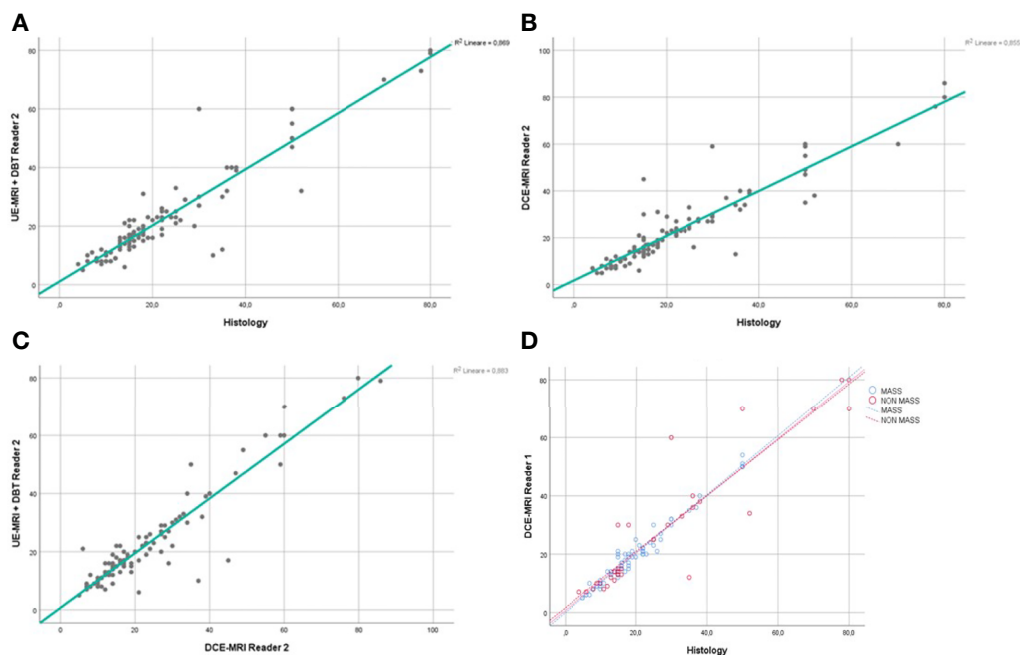 A
R² Lineare = 0,869
UE-MRI + DBT Reader 2
80
60
40
20
0
,0
20,0
40,0
60,0
80,0
Histology
B
R² Lineare = 0,855
DCE-MRI Reader 2
100
80
60
40
20
0
,0
20,0
40,0
60,0
80,0
Histology
C
R² Lineare = 0,883
UE-MRI + DBT Reader 2
80
60
40
20
0
0
20
40
60
80
100
DCE-MRI Reader 2
D
DCE-MRI Reader 1
80
60
40
20
0
,0
20,0
40,0
60,0
80,0
Histology
MASS
NON MASS
MASS
NON MASS